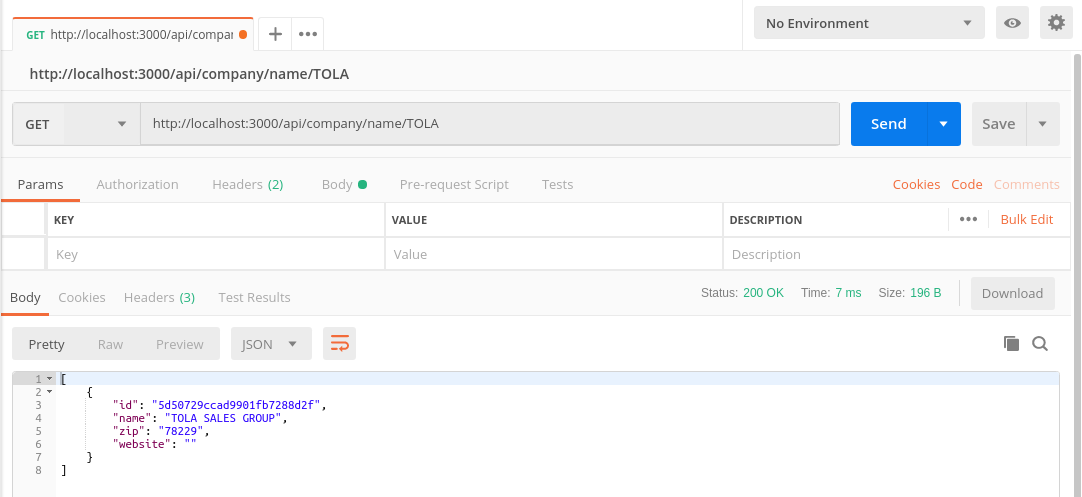 GET http://localhost:3000/api/compar
No Environment
http://localhost:3000/api/company/name/TOLA
GET http://localhost:3000/api/company/name/TOLA Send Save
Params Authorization Headers (2) Body Pre-request Script Tests Cookies Code Comments
KEY VALUE DESCRIPTION ••• Bulk Edit
Key Value Description
Body Cookies Headers (3) Test Results Status: 200 OK Time: 7 ms Size: 196 B Download
Pretty Raw Preview JSON
1 [
2 {
3 "id": "5d50729ccad9901fb7288d2f",
4 "name": "TOLA SALES GROUP",
5 "zip": "78229",
6 "website": ""
7 }
8 ]